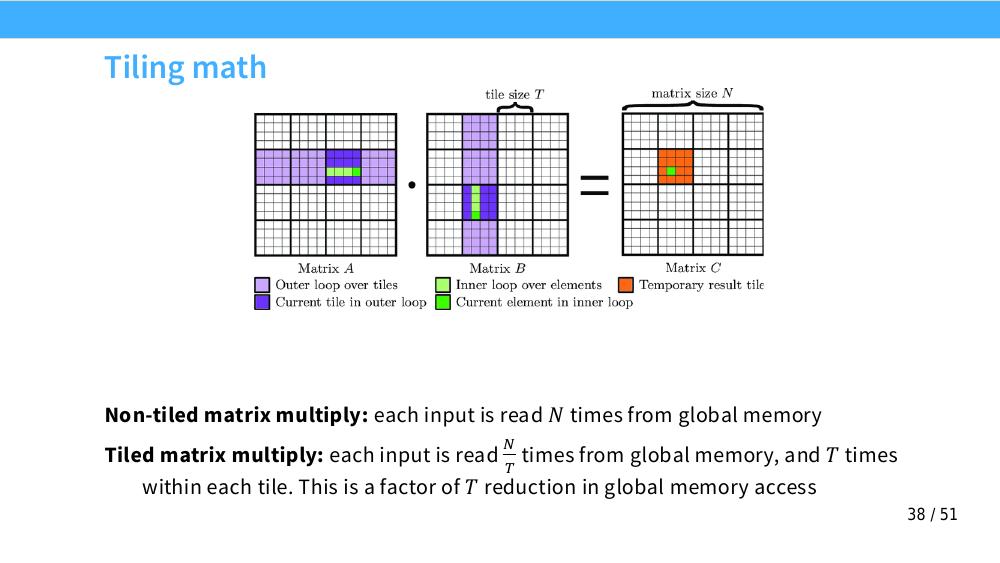 Tiling math
tile size T
matrix size N
Matrix A
Matrix B
Matrix C
Outer loop over tiles
Inner loop over elements
Temporary result tile
Current tile in outer loop
Current element in inner loop
Non-tiled matrix multiply: each input is read N times from global memory
Tiled matrix multiply: each input is read N/T times from global memory, and T times
within each tile. This is a factor of T reduction in global memory access
38 / 51